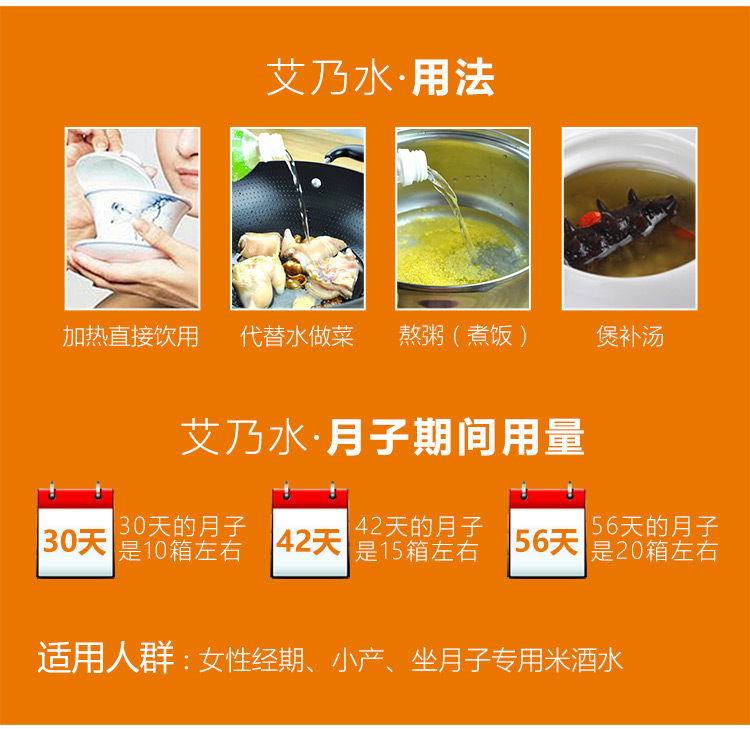 艾乃水·用法
加热直接饮用
代替水做菜
熬粥（煮饭）
煲补汤
艾乃水·月子期间用量
30天
30天的月子
是10箱左右
42天
42天的月子
是15箱左右
56天
56天的月子
是20箱左右
适用人群：女性经期、小产、坐月子专用米酒水